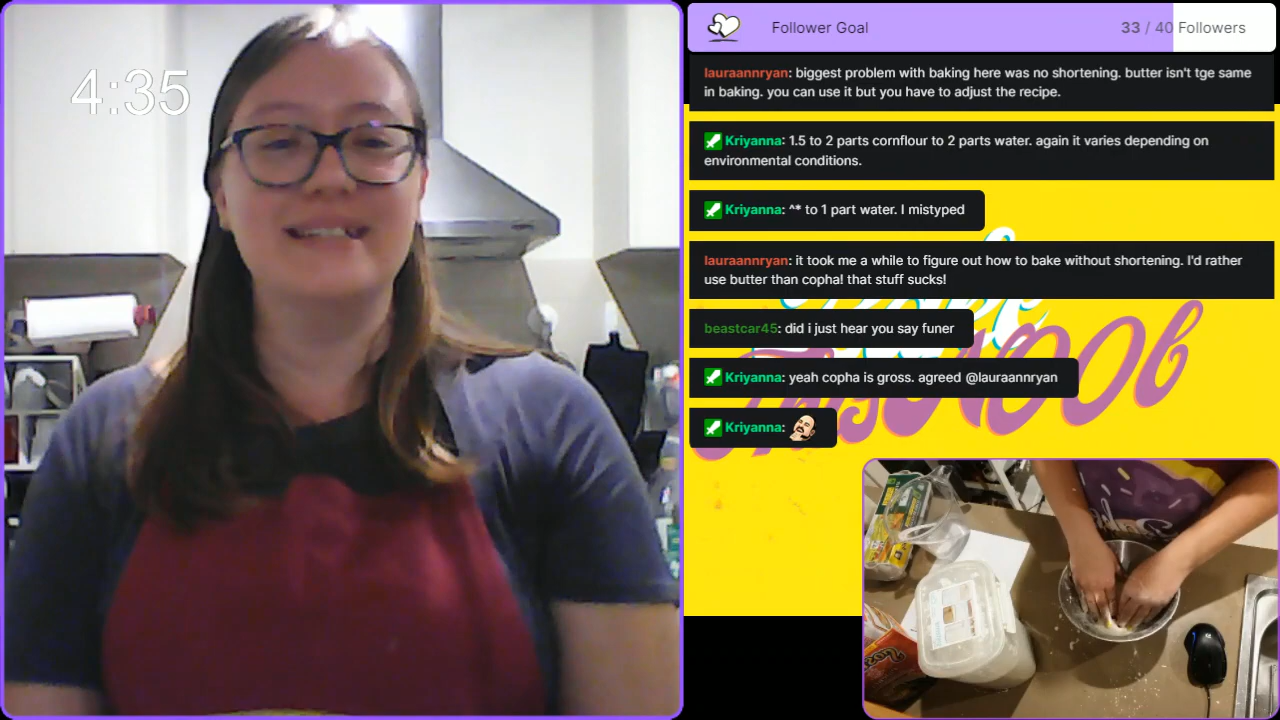 4:35
Follower Goal
33 / 40 Followers
lauraannryan: biggest problem with baking here was no shortening. butter isn't tge same
in baking. you can use it but you have to adjust the recipe.
Kriyanna: 1.5 to 2 parts cornflour to 2 parts water. again it varies depending on
environmental conditions.
Kriyanna: ^* to 1 part water. I mistyped
lauraannryan: it took me a while to figure out how to bake without shortening. I'd rather
use butter than copha! that stuff sucks!
beastcar45: did i just hear you say funer
Kriyanna: yeah copha is gross. agreed @lauraannryan
Kriyanna: